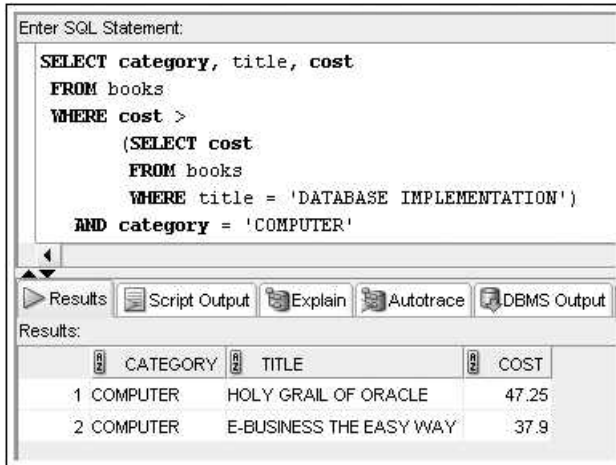 Enter SQL Statement:
SELECT category, title, cost
FROM books
WHERE cost >
(SELECT cost
FROM books
WHERE title = 'DATABASE IMPLEMENTATION')
AND category = 'COMPUTER'
Results Script Output Explain Autotrace DBMS Output
Results:
CATEGORY TITLE COST
1 COMPUTER HOLY GRAIL OF ORACLE 47.25
2 COMPUTER E-BUSINESS THE EASY WAY 37.9